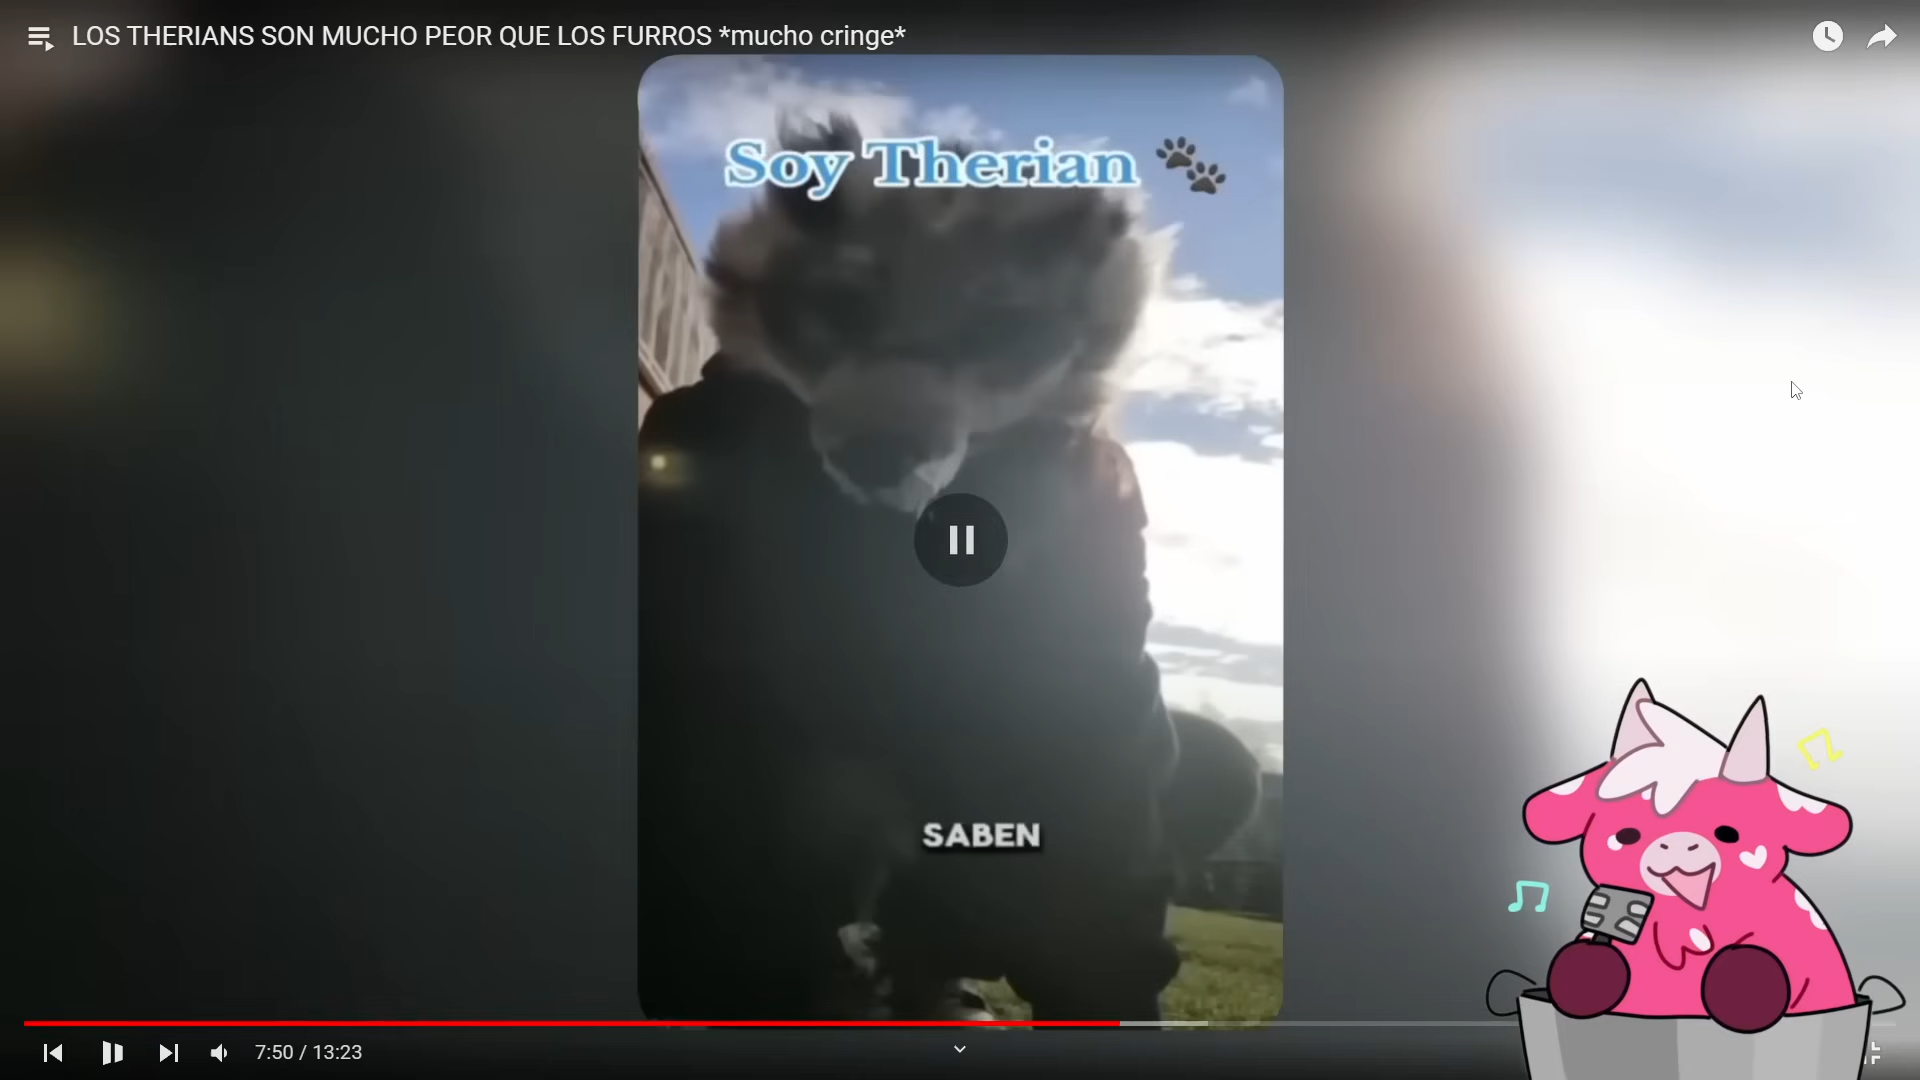 LOS THERIANS SON MUCHO PEOR QUE LOS FURROS *mucho cringe*
Soy Therian 🐾
SABEN
7:50 / 13:23